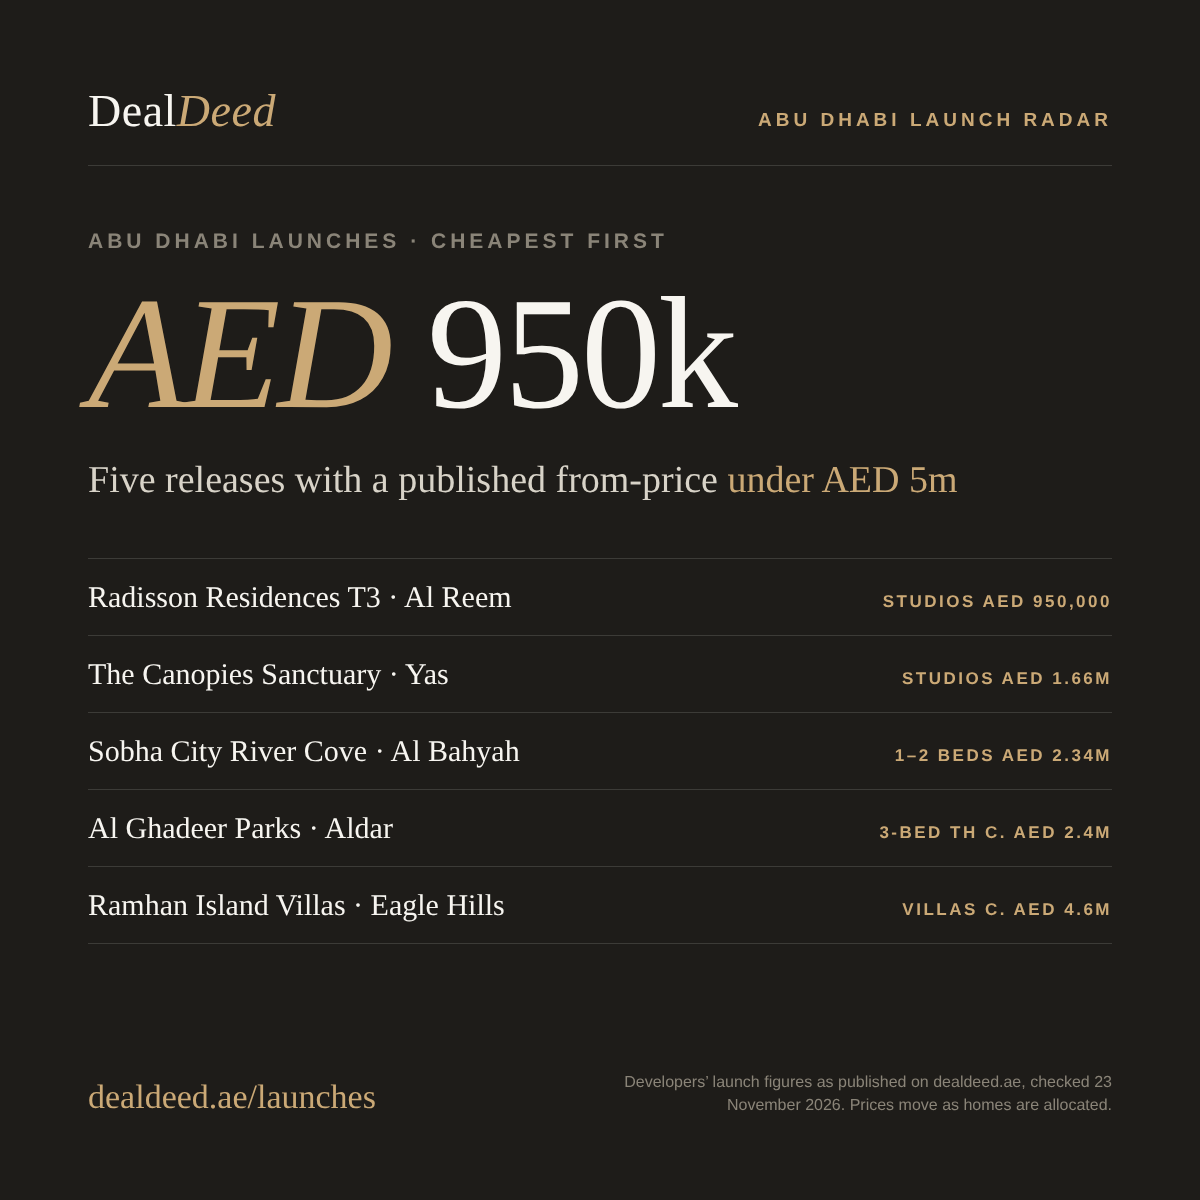 DealDeed
ABU DHABI LAUNCH RADAR
ABU DHABI LAUNCHES · CHEAPEST FIRST
AED 950k
Five releases with a published from-price under AED 5m
Radisson Residences T3 · Al Reem
STUDIOS AED 950,000
The Canopies Sanctuary · Yas
STUDIOS AED 1.66M
Sobha City River Cove · Al Bahyah
1–2 BEDS AED 2.34M
Al Ghadeer Parks · Aldar
3-BED TH C. AED 2.4M
Ramhan Island Villas · Eagle Hills
VILLAS C. AED 4.6M
dealdeed.ae/launches
Developers’ launch figures as published on dealdeed.ae, checked 23
November 2026. Prices move as homes are allocated.